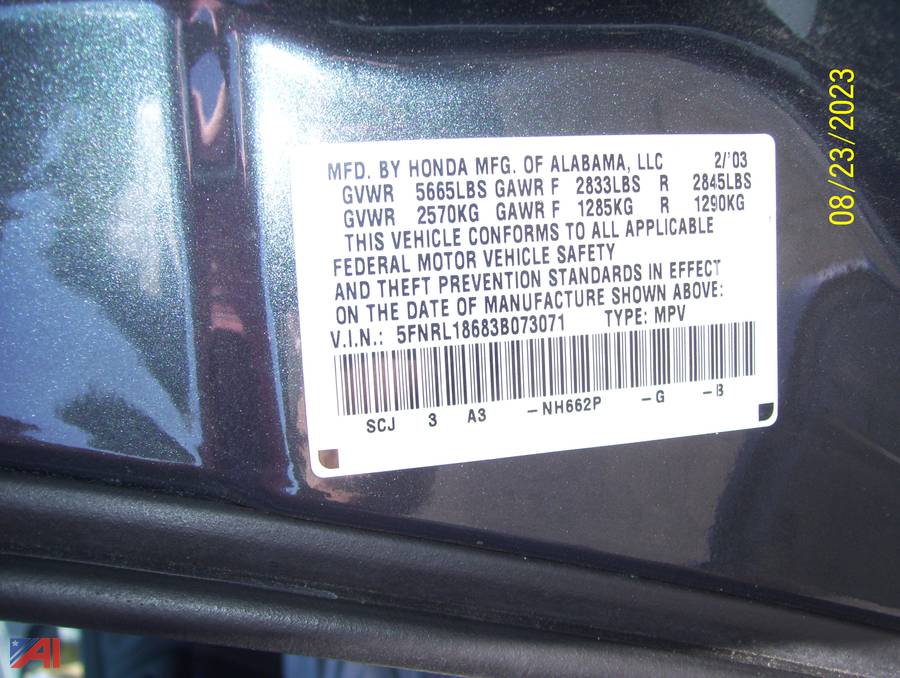 MFD. BY HONDA MFG. OF ALABAMA, LLC 2/'03
GVWR 5665LBS GAWR F 2833LBS R 2845LBS
GVWR 2570KG GAWR F 1285KG R 1290KG
THIS VEHICLE CONFORMS TO ALL APPLICABLE
FEDERAL MOTOR VEHICLE SAFETY
AND THEFT PREVENTION STANDARDS IN EFFECT
ON THE DATE OF MANUFACTURE SHOWN ABOVE:
V.I.N.: 5FNRL18683B073071 TYPE: MPV
SCJ 3 A3 -NH662P -G -B
08/23/2023
AI